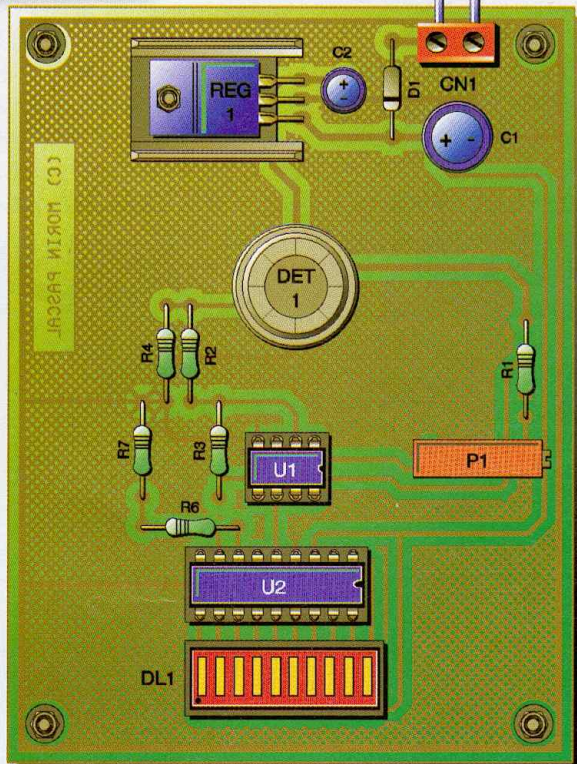 C2
REG
1
D1
CN1
+
-
+ -
C1
(C) MORIN PASCAL
DET
1
R4
R2
R1
R7
R3
U1
P1
R6
U2
DL1